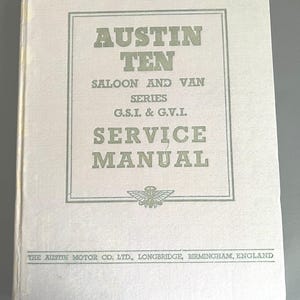 AUSTIN
TEN
SALOON AND VAN
SERIES
G.S.I. & G.V.I.
SERVICE
MANUAL
THE AUSTIN MOTOR CO. LTD., LONGBRIDGE, BIRMINGHAM, ENGLAND